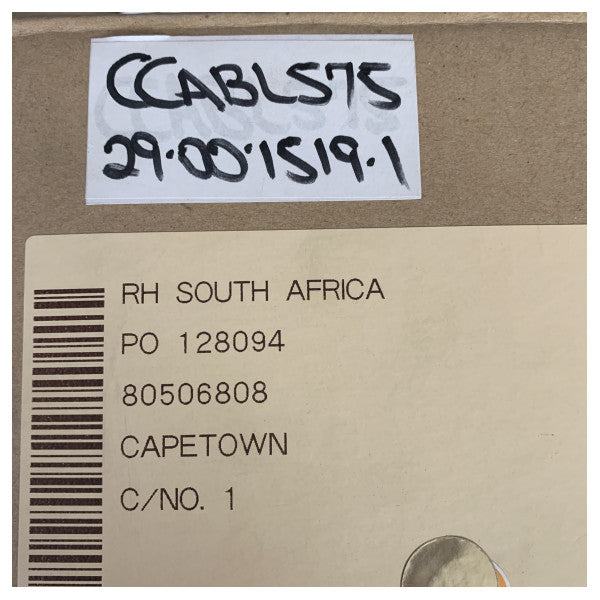 CCABLS75
29.00.1519.1
RH SOUTH AFRICA
PO 128094
80506808
CAPETOWN
C/NO. 1